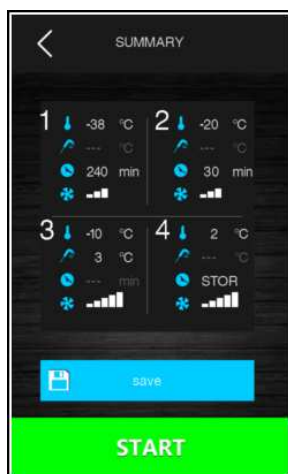 SUMMARY
1 -38 °C 2 -20 °C
--- °C --- °C
240 min 30 min
3 -10 °C 4 2 °C
3 °C --- °C
--- min STOR
save
START